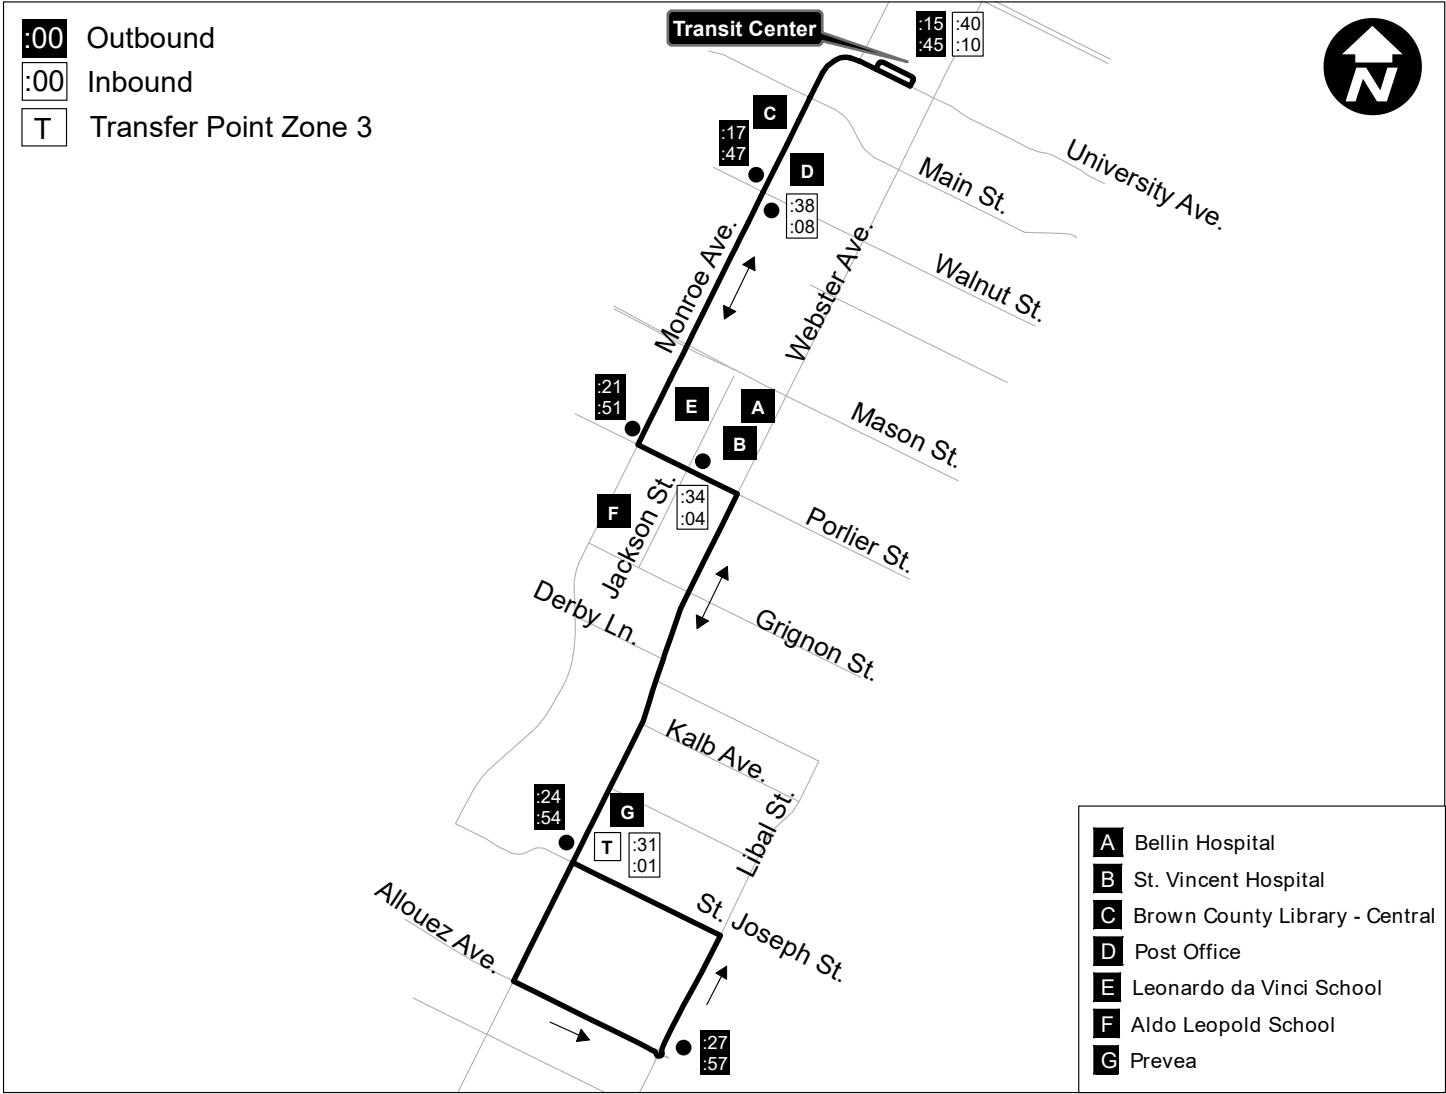 :00 Outbound
:00 Inbound
T Transfer Point Zone 3
Transit Center
:15
:45
:40
:10
N
C
:17
:47
D
:38
:08
University Ave.
Main St.
Walnut St.
Monroe Ave.
Webster Ave.
:21
:51
E
A
B
Mason St.
F
Jackson St.
:34
:04
Porlier St.
Derby Ln.
Grignon St.
Kalb Ave.
:24
:54
G
T
:31
:01
Libal St.
Allouez Ave.
St. Joseph St.
:27
:57
A Bellin Hospital
B St. Vincent Hospital
C Brown County Library - Central
D Post Office
E Leonardo da Vinci School
F Aldo Leopold School
G Prevea